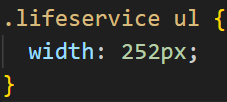 .lifeservice ul {
  width: 252px;
}